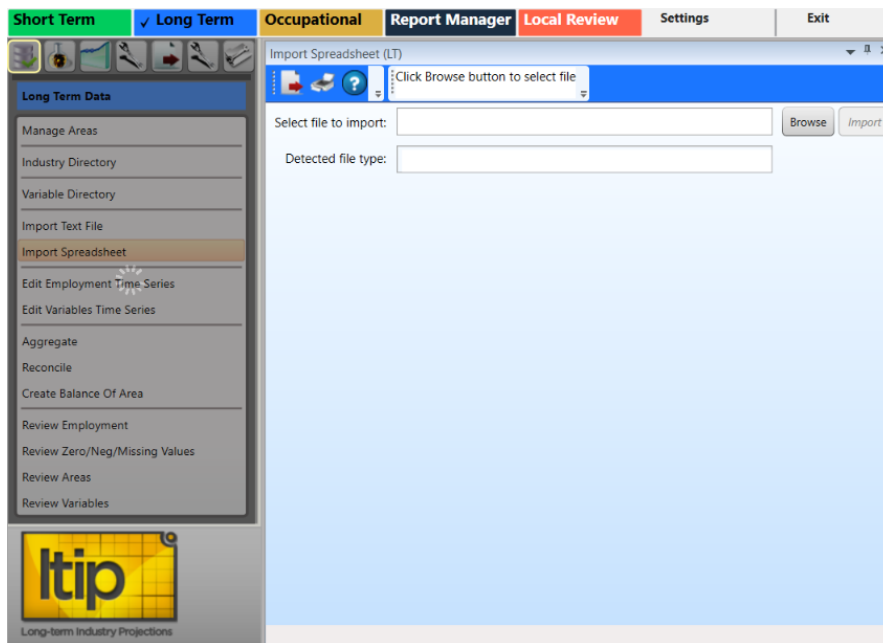 Short Term
✓ Long Term
Occupational
Report Manager
Local Review
Settings
Exit
Long Term Data
Manage Areas
Industry Directory
Variable Directory
Import Text File
Import Spreadsheet
Edit Employment Time Series
Edit Variables Time Series
Aggregate
Reconcile
Create Balance Of Area
Review Employment
Review Zero/Neg/Missing Values
Review Areas
Review Variables
ltip
Long-term Industry Projections
Import Spreadsheet (LT)
?
Click Browse button to select file
Select file to import:
Browse
Import
Detected file type: